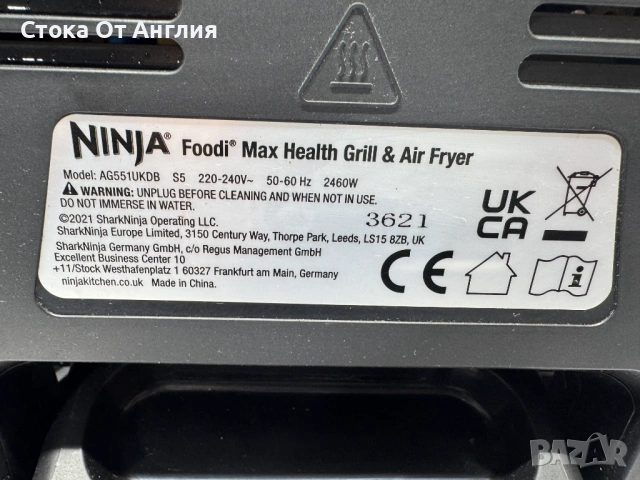 Стока От Англия
NINJA® Foodi® Max Health Grill & Air Fryer
Model: AG551UKDB S5 220-240V~ 50-60 Hz 2460W
WARNING: UNPLUG BEFORE CLEANING AND WHEN NOT IN USE.
DO NOT IMMERSE IN WATER.
©2021 SharkNinja Operating LLC. 3621
SharkNinja Europe Limited, 3150 Century Way, Thorpe Park, Leeds, LS15 8ZB, UK
SharkNinja Germany GmbH, c/o Regus Management GmbH
Excellent Business Center 10
+11/Stock Westhafenplatz 1 60327 Frankfurt am Main, Germany
ninjakitchen.co.uk Made in China.
UK
CA
CE
BAZAR